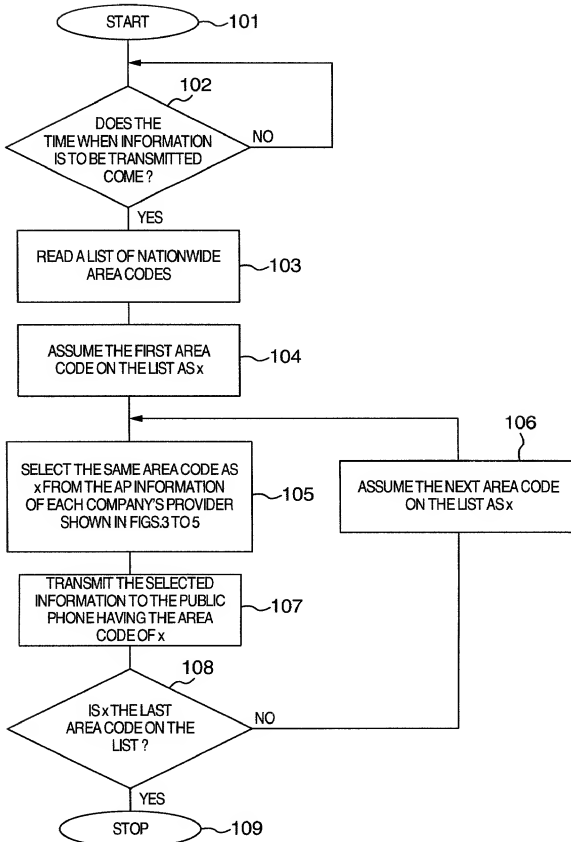 START
101
102
DOES THE
TIME WHEN INFORMATION
IS TO BE TRANSMITTED
COME ?
NO
YES
READ A LIST OF NATIONWIDE
AREA CODES
103
ASSUME THE FIRST AREA
CODE ON THE LIST AS x
104
106
SELECT THE SAME AREA CODE AS
x FROM THE AP INFORMATION
OF EACH COMPANY'S PROVIDER
SHOWN IN FIGS.3 TO 5
105
ASSUME THE NEXT AREA CODE
ON THE LIST AS x
TRANSMIT THE SELECTED
INFORMATION TO THE PUBLIC
PHONE HAVING THE AREA
CODE OF x
107
108
IS x THE LAST
AREA CODE ON THE
LIST ?
NO
YES
STOP
109